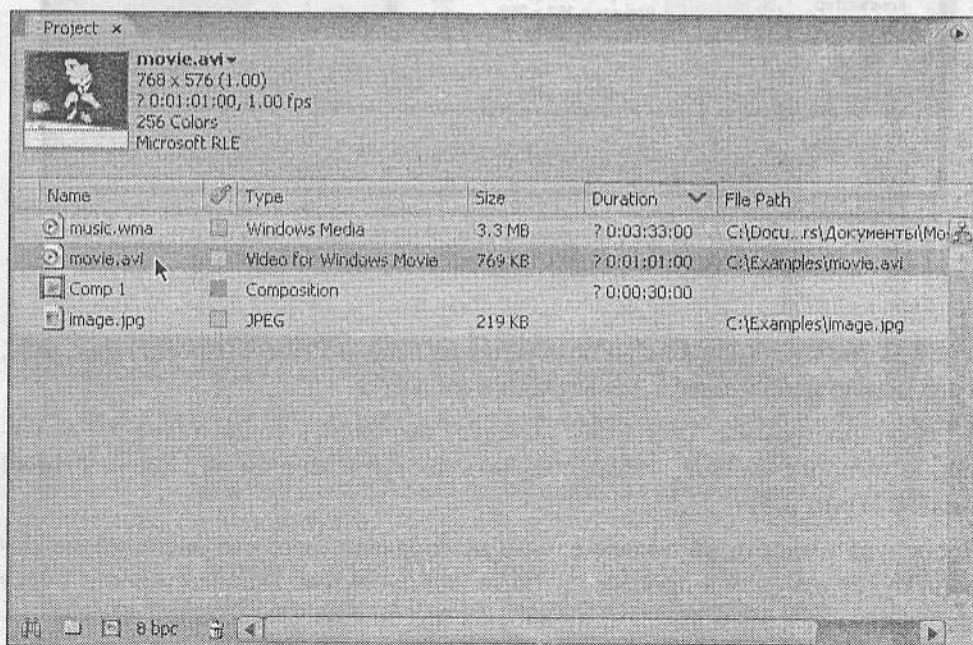 Project ×
movie.avi
768 x 576 (1.00)
? 0:01:01:00, 1.00 fps
256 Colors
Microsoft RLE
Name Type Size Duration File Path
music.wma Windows Media 3.3 MB ? 0:03:33:00 C:\Docu...rs\Документы\Мо
movie.avi Video for Windows Movie 769 KB ? 0:01:01:00 C:\Examples\movie.avi
Comp 1 Composition ? 0:00:30:00
image.jpg JPEG 219 KB C:\Examples\image.jpg
8 bpc